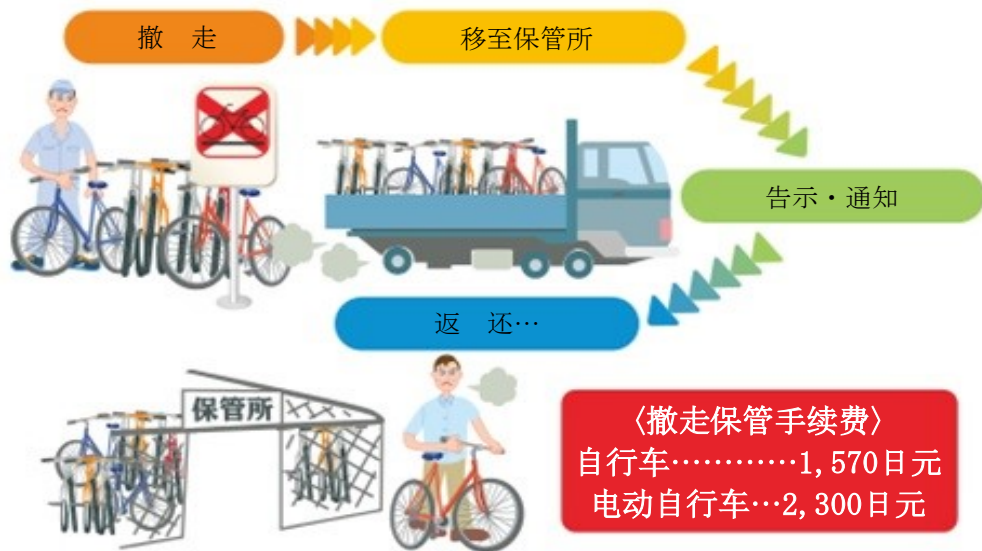 撤　走
移至保管所
告示・通知
返　还…
保管所
〈撤走保管手续费〉
自行车…………1,570日元
电动自行车…2,300日元